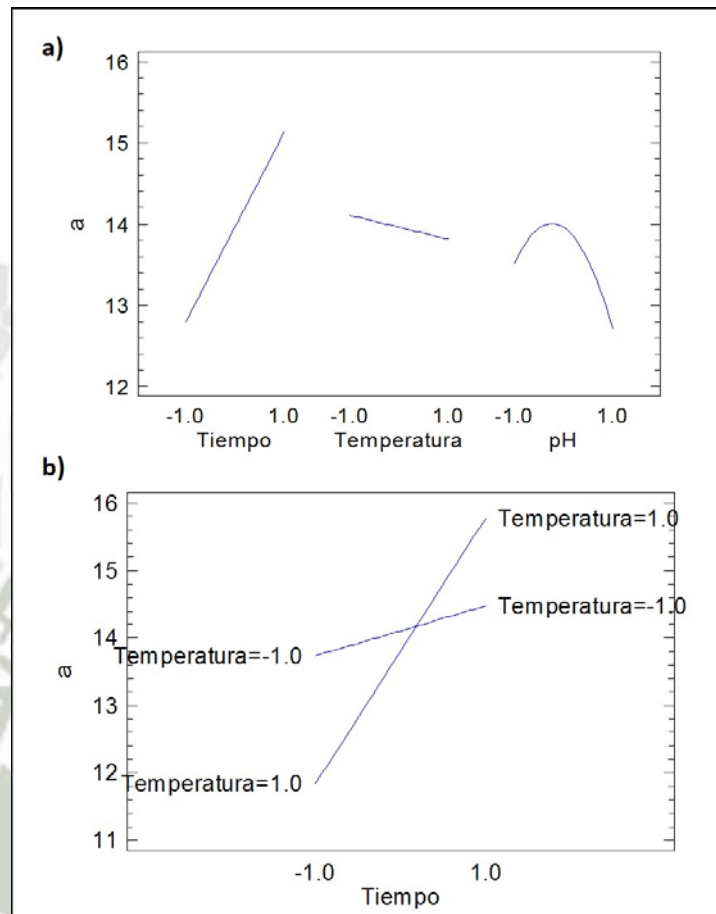 a)
a
16
15
14
13
12
-1.0 1.0 -1.0 1.0 -1.0 1.0
Tiempo Temperatura pH
b)
a
16
Temperatura=1.0
15
Temperatura=-1.0
14
Temperatura=-1.0
13
12
Temperatura=1.0
11
-1.0 1.0
Tiempo